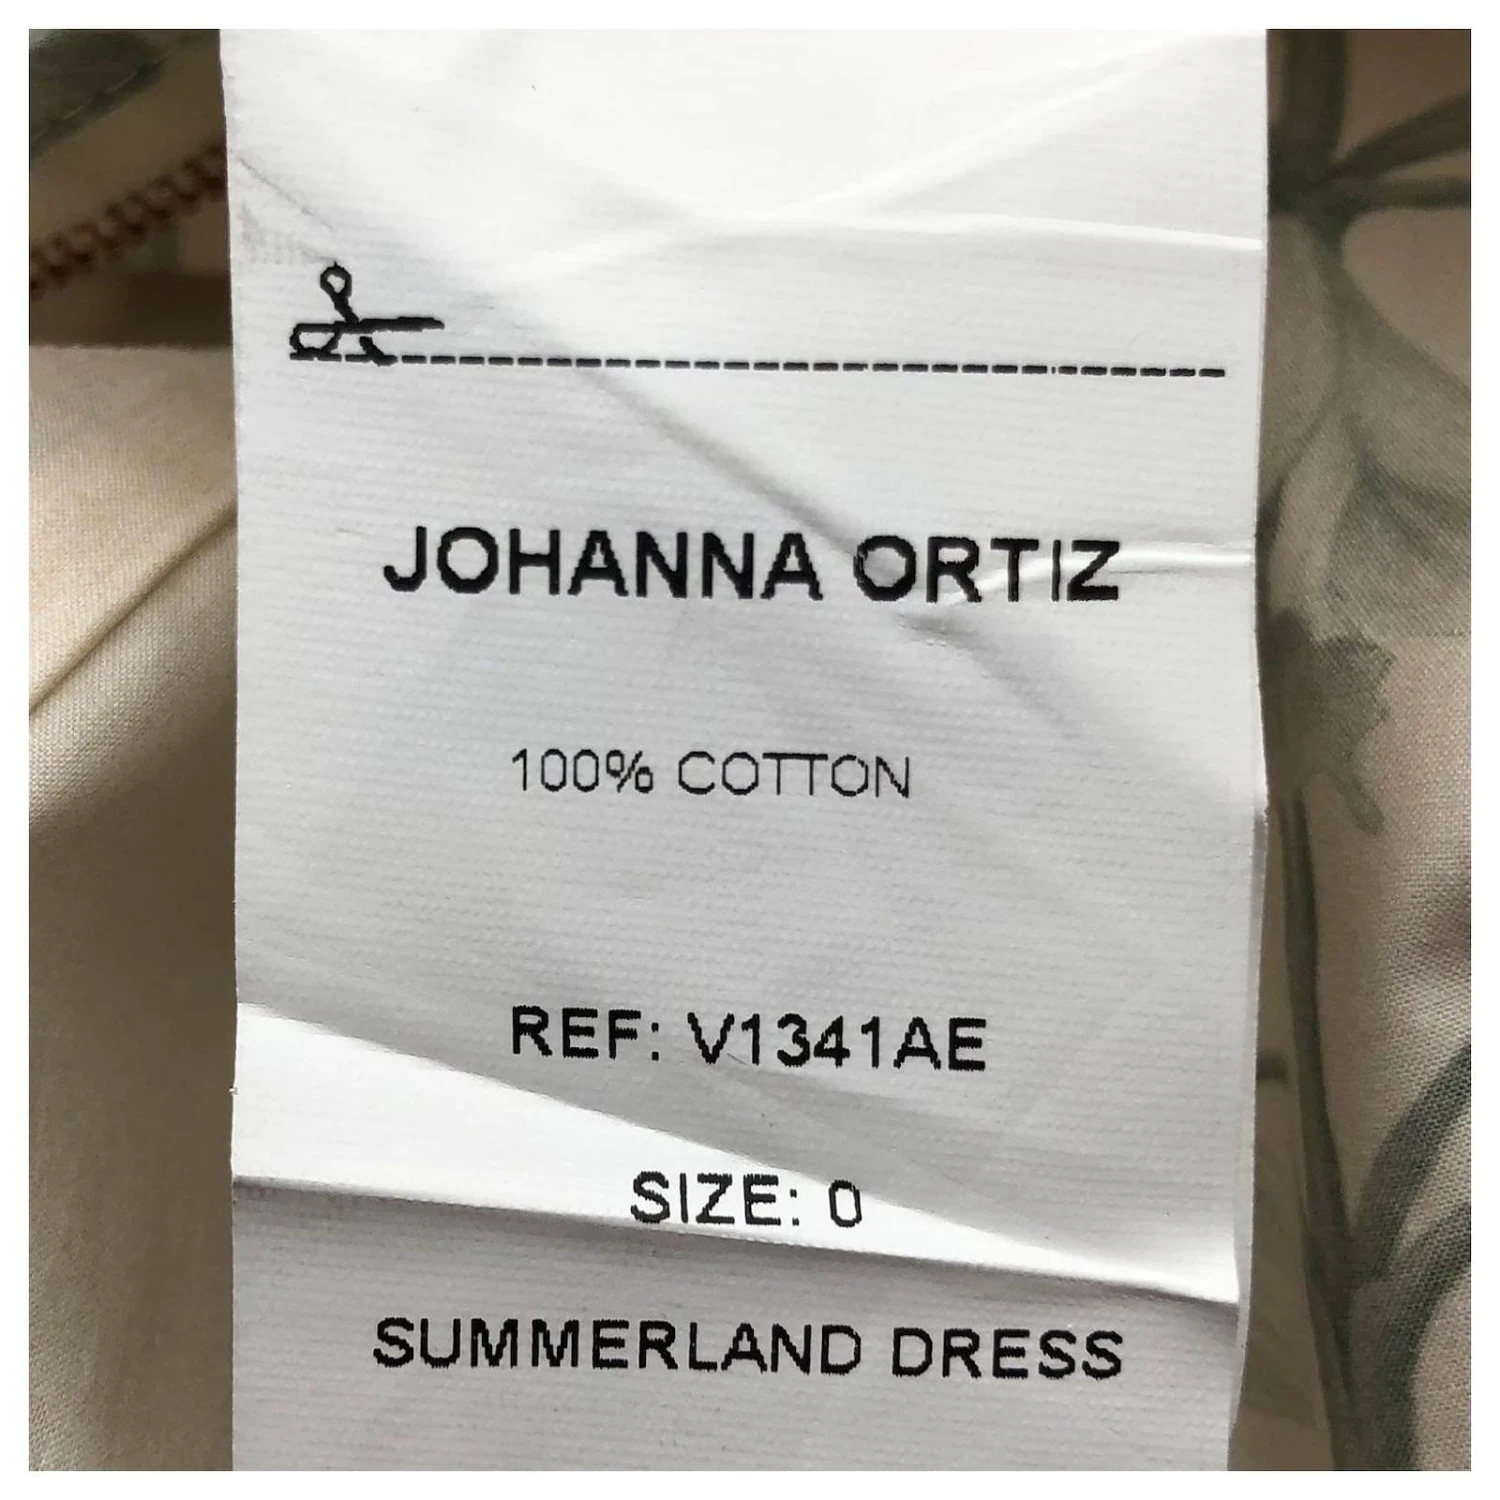 JOHANNA ORTIZ
100% COTTON
REF: V1341AE
SIZE: 0
SUMMERLAND DRESS